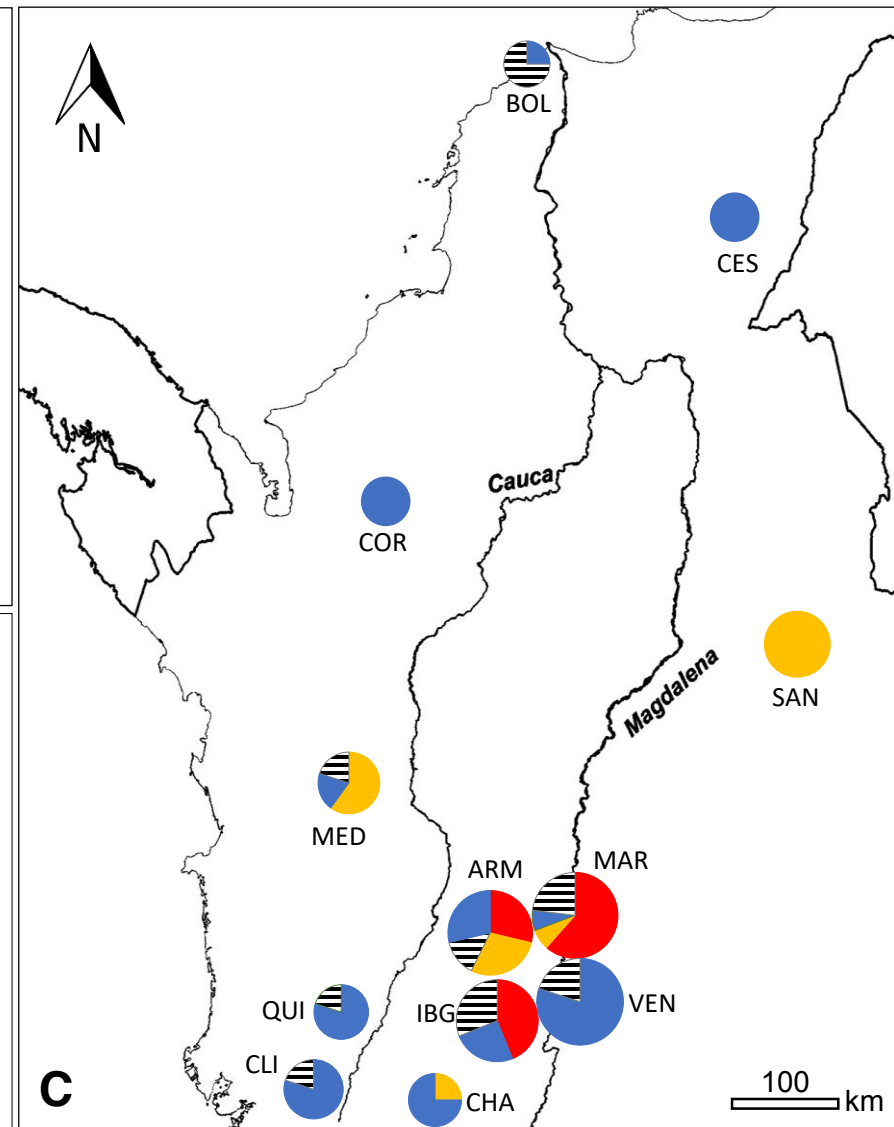 N
BOL
CES
Cauca
COR
SAN
Magdalena
MED
ARM
MAR
QUI
IBG
VEN
CLI
CHA
C
100
km